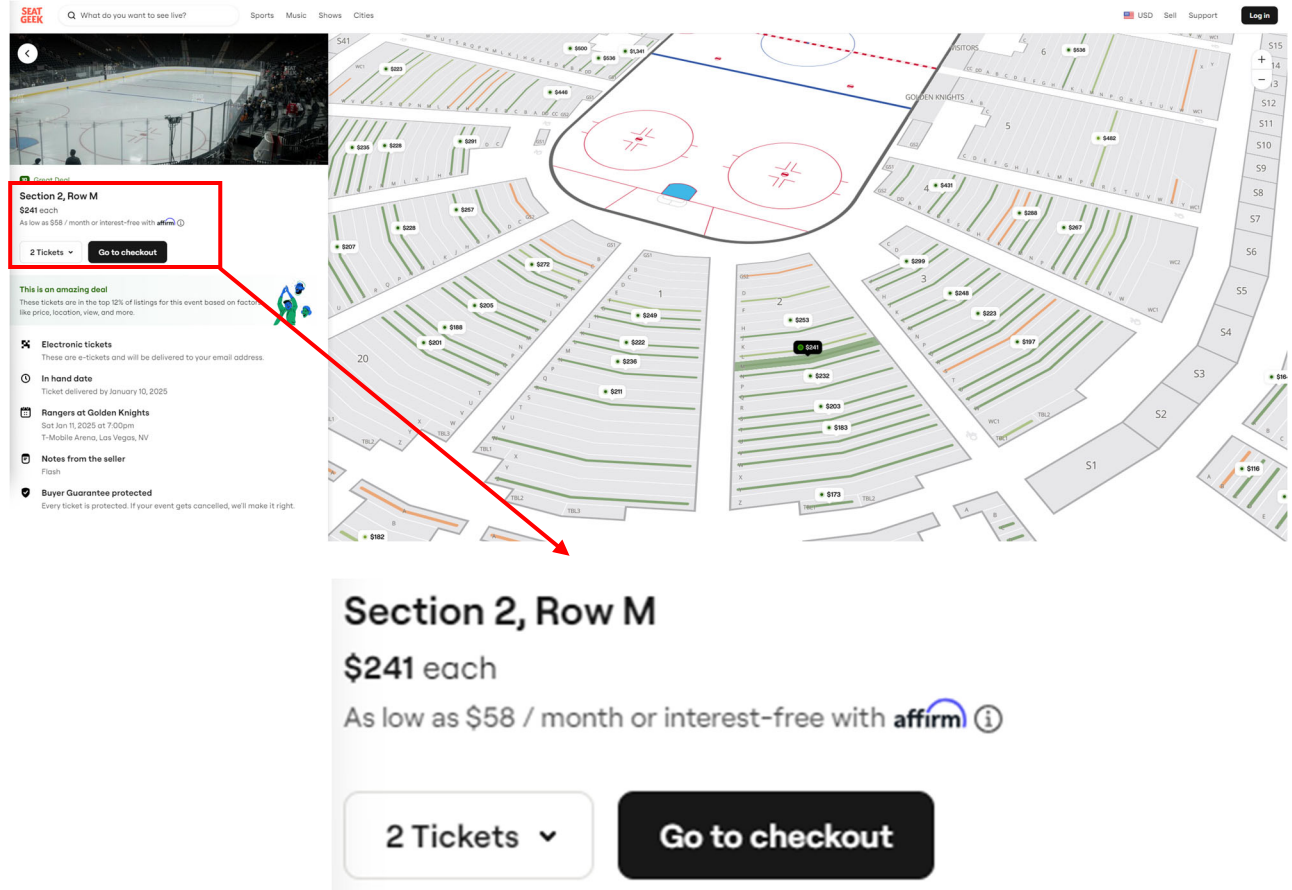 SEAT
GEEK
What do you want to see live?
Sports Music Shows Cities
USD Sell Support
Log in
Great Deal
Section 2, Row M
$241 each
As low as $58 / month or interest-free with affirm
2 Tickets
Go to checkout
This is an amazing deal
These tickets are in the top 12% of listings for this event based on
like price, location, view, and more.
Electronic tickets
These are e-tickets and will be delivered to your email address.
In hand date
Ticket delivered by January 10, 2025
Rangers at Golden Knights
Sat Jan 11, 2025 at 7:00pm
T-Mobile Arena, Las Vegas, NV
Notes from the seller
Flash
Buyer Guarantee protected
Every ticket is protected. If your event gets cancelled, we'll make it right.
S41
$500
$536
$1,341
$223
$446
$235
$228
$291
$257
$228
$207
$272
$205
$188
$201
20
1
$249
$222
$236
$211
2
$253
$241
$232
$203
$183
$173
3
$299
$248
$223
$197
4
$431
$288
$267
5
$482
6
$536
VISITORS
GOLDEN KNIGHTS
S15
S12
S11
S10
S9
S8
S7
S6
S5
S4
S3
S2
S1
$116
$182
TBL1
TBL2
TBL3
WC1
WC2
GS1
GS2
Section 2, Row M
$241 each
As low as $58 / month or interest-free with affirm
2 Tickets
Go to checkout